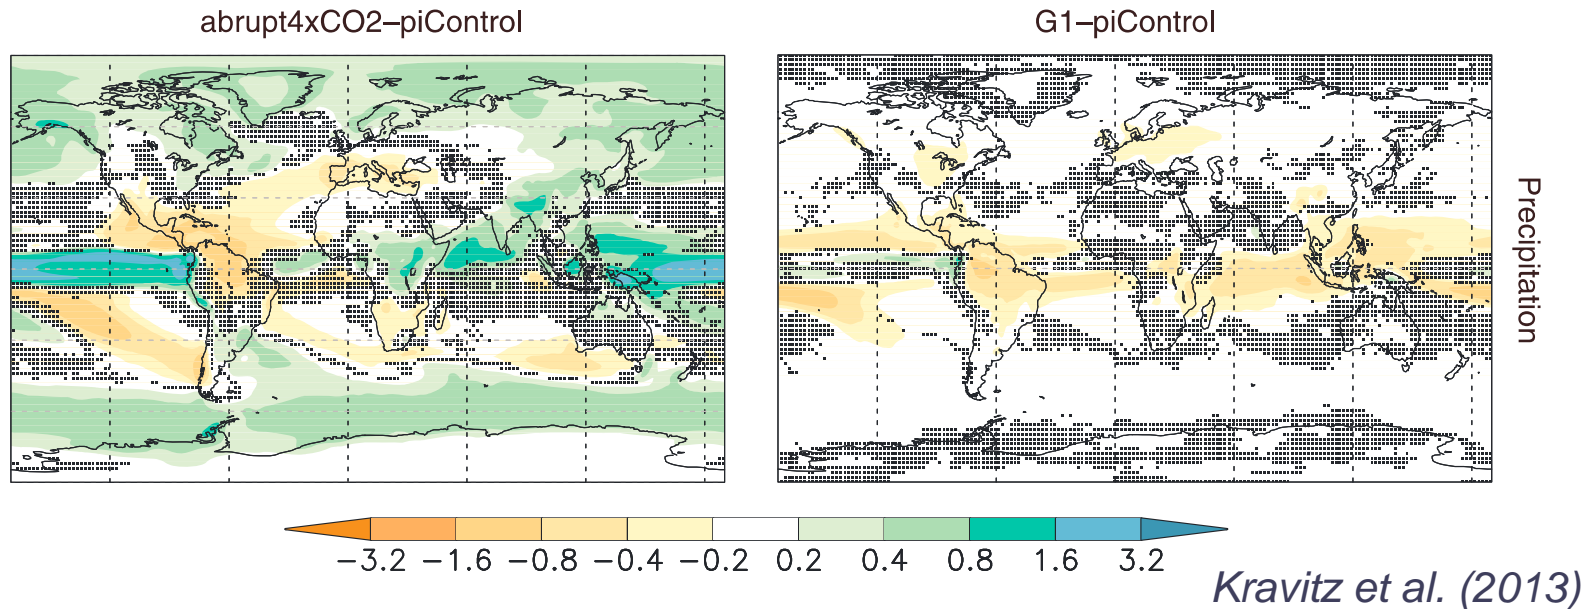 abrupt4xCO2–piControl
G1–piControl
Precipitation
−3.2 −1.6 −0.8 −0.4 −0.2 0.2 0.4 0.8 1.6 3.2
Kravitz et al. (2013)